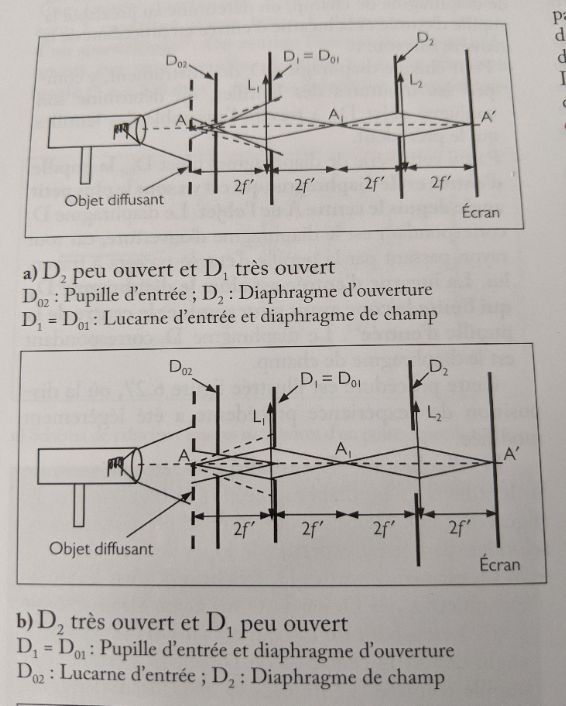 D₀₂
D₁ = D₀₁
D₂
L₁
L₂
A
A₁
A'
2f' 2f' 2f' 2f'
Objet diffusant
Écran
a) D₂ peu ouvert et D₁ très ouvert
D₀₂ : Pupille d'entrée ; D₂ : Diaphragme d'ouverture
D₁ = D₀₁ : Lucarne d'entrée et diaphragme de champ
D₀₂
D₁ = D₀₁
D₂
L₁
L₂
A
A₁
A'
2f' 2f' 2f' 2f'
Objet diffusant
Écran
b) D₂ très ouvert et D₁ peu ouvert
D₁ = D₀₁ : Pupille d'entrée et diaphragme d'ouverture
D₀₂ : Lucarne d'entrée ; D₂ : Diaphragme de champ